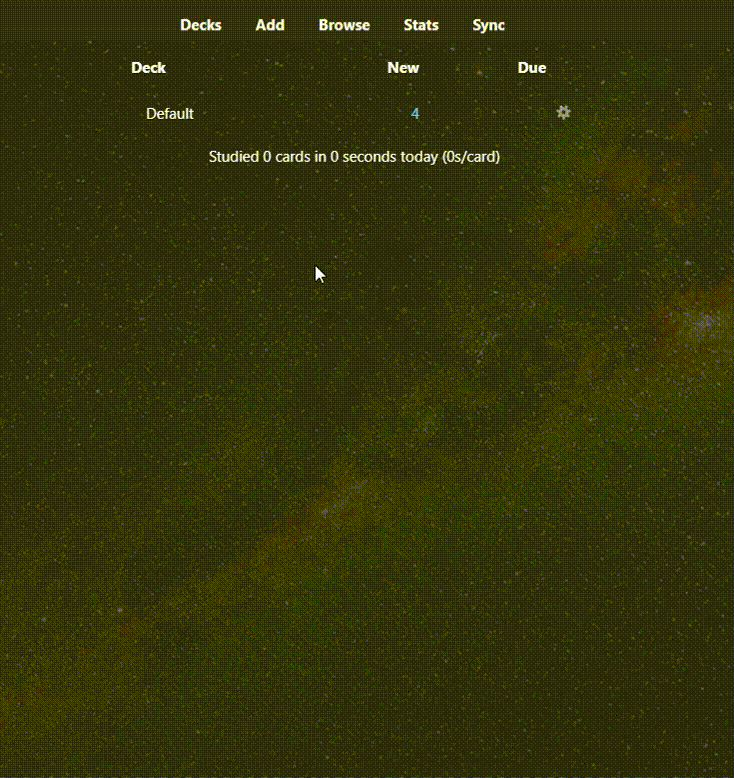 Decks Add Browse Stats Sync
Deck New Due
Default 4
Studied 0 cards in 0 seconds today (0s/card)